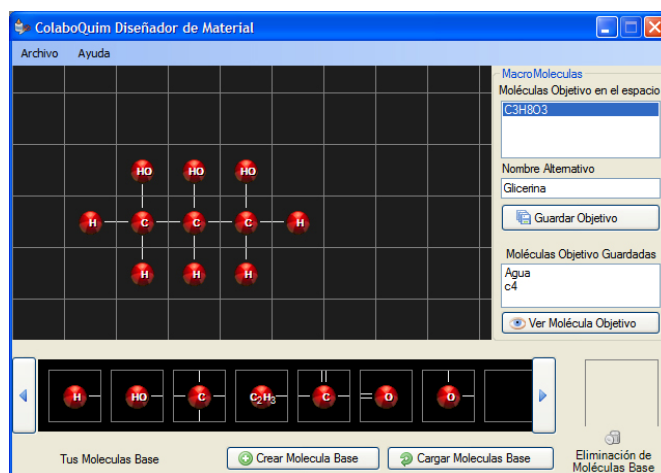 ColaboQuim Diseñador de Material
Archivo Ayuda
MacroMoleculas
Moléculas Objetivo en el espacio
C3H8O3
HO HO HO
H C C C H
H H H
Nombre Alternativo
Glicerina
Guardar Objetivo
Moléculas Objetivo Guardadas
Agua
c4
Ver Molécula Objetivo
H HO C C2H3 C O O
Tus Moleculas Base
Crear Molecula Base
Cargar Moleculas Base
Eliminación de
Moléculas Base